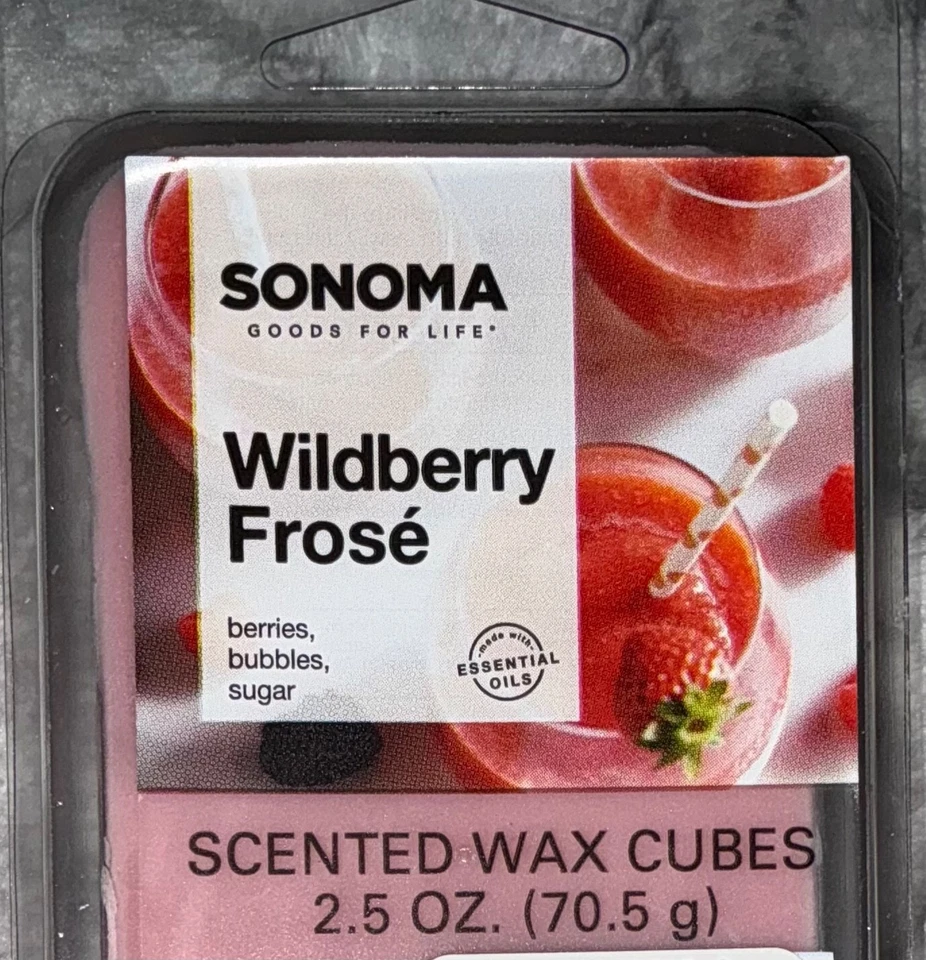 SONOMA
GOODS FOR LIFE®
Wildberry
Frosé
berries,
bubbles,
sugar
made with
ESSENTIAL
OILS
SCENTED WAX CUBES
2.5 OZ. (70.5 g)